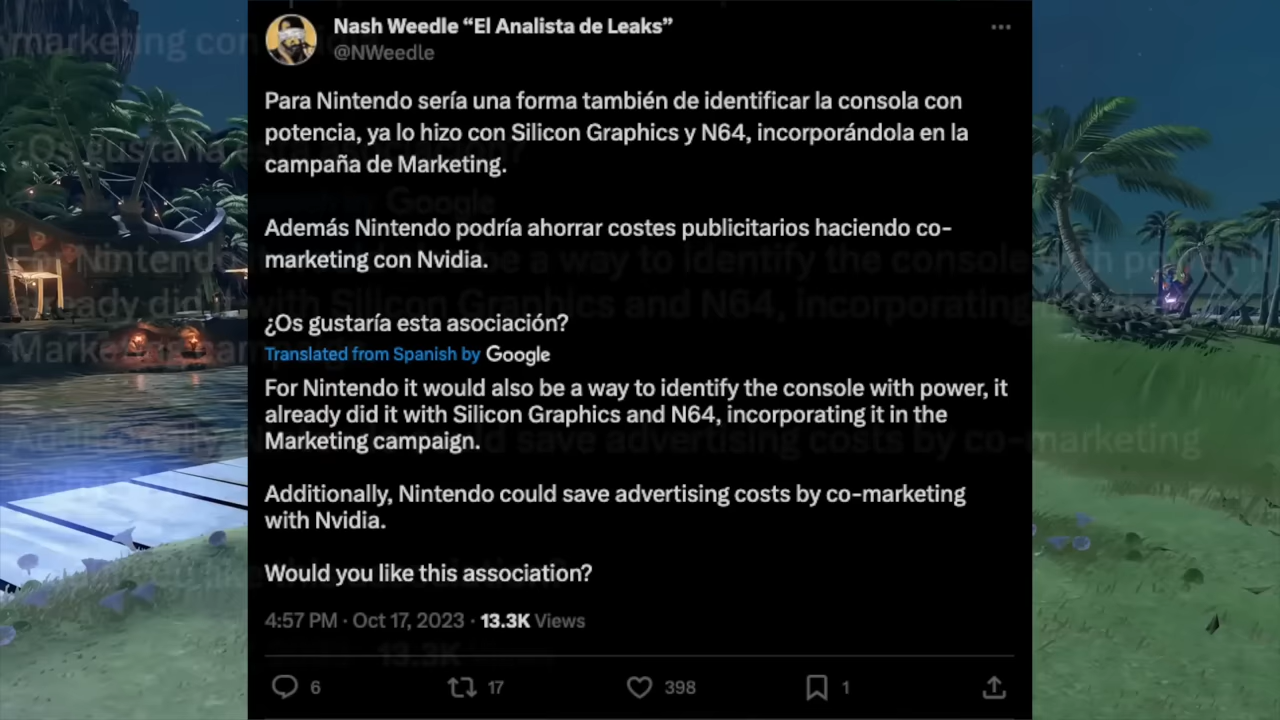 Nash Weedle “El Analista de Leaks”
@NWeedle
Para Nintendo sería una forma también de identificar la consola con
potencia, ya lo hizo con Silicon Graphics y N64, incorporándola en la
campaña de Marketing.
Además Nintendo podría ahorrar costes publicitarios haciendo co-
marketing con Nvidia.
¿Os gustaría esta asociación?
Translated from Spanish by Google
For Nintendo it would also be a way to identify the console with power, it
already did it with Silicon Graphics and N64, incorporating it in the
Marketing campaign.
Additionally, Nintendo could save advertising costs by co-marketing
with Nvidia.
Would you like this association?
4:57 PM · Oct 17, 2023 · 13.3K Views
6 17 398 1